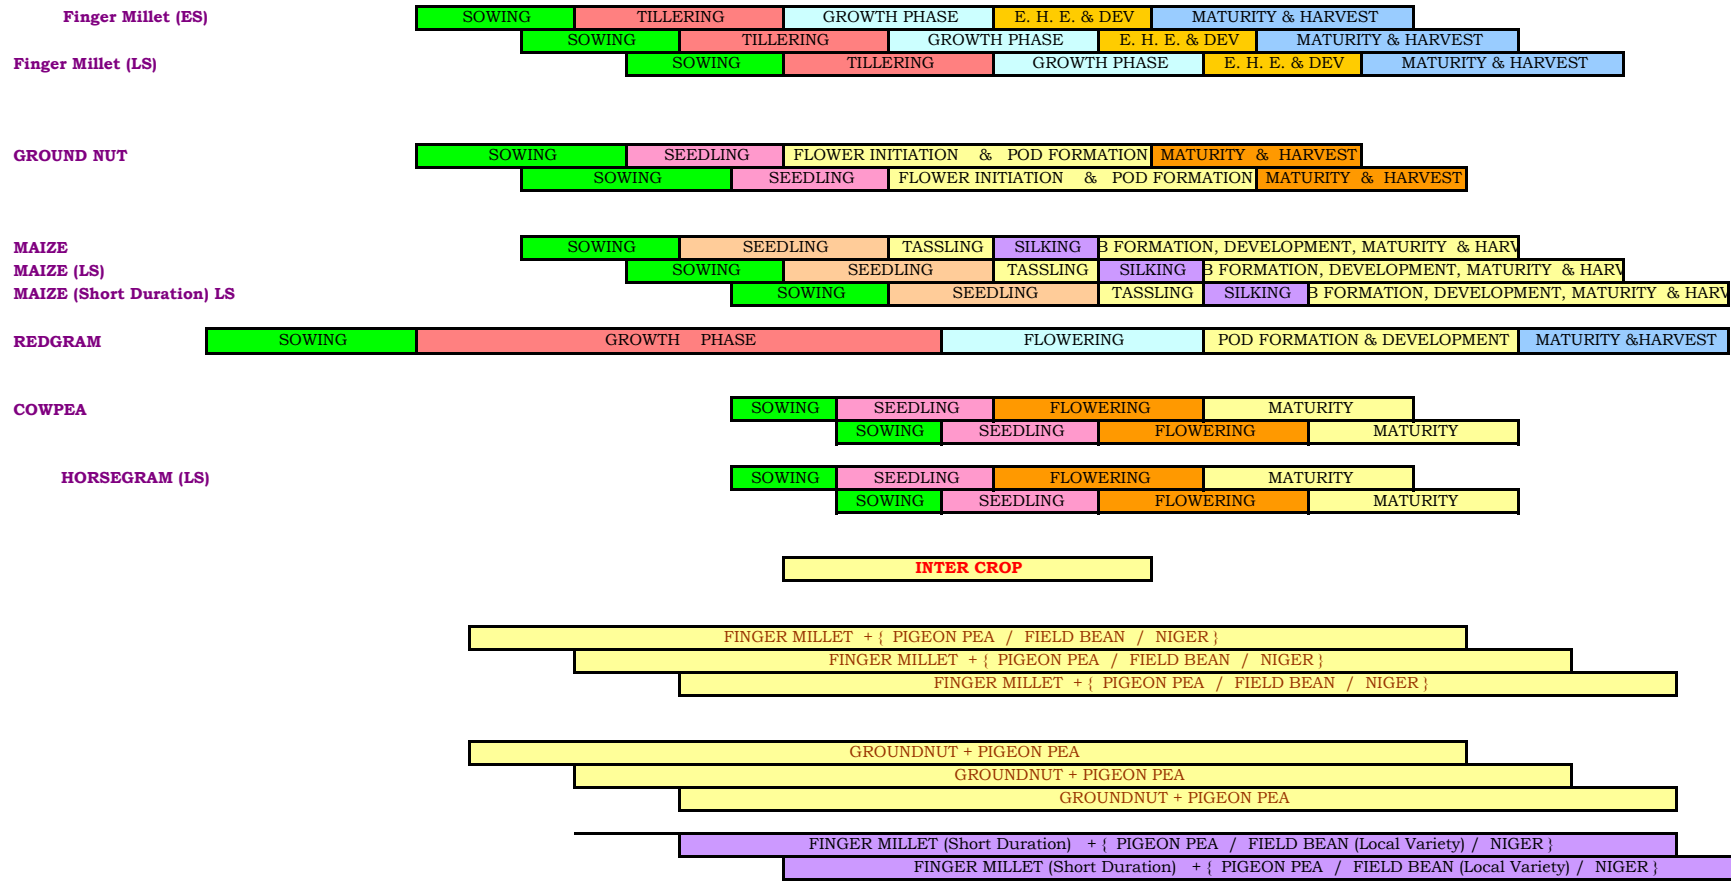 Finger Millet (ES) SOWING TILLERING GROWTH PHASE E. H. E. & DEV MATURITY & HARVEST
SOWING TILLERING GROWTH PHASE E. H. E. & DEV MATURITY & HARVEST
Finger Millet (LS) SOWING TILLERING GROWTH PHASE E. H. E. & DEV MATURITY & HARVEST
GROUND NUT SOWING SEEDLING FLOWER INITIATION & POD FORMATION MATURITY & HARVEST
SOWING SEEDLING FLOWER INITIATION & POD FORMATION MATURITY & HARVEST
MAIZE SOWING SEEDLING TASSLING SILKING B FORMATION, DEVELOPMENT, MATURITY & HARV
MAIZE (LS) SOWING SEEDLING TASSLING SILKING B FORMATION, DEVELOPMENT, MATURITY & HARV
MAIZE (Short Duration) LS SOWING SEEDLING TASSLING SILKING B FORMATION, DEVELOPMENT, MATURITY & HARV
REDGRAM SOWING GROWTH PHASE FLOWERING POD FORMATION & DEVELOPMENT MATURITY &HARVEST
COWPEA SOWING SEEDLING FLOWERING MATURITY
SOWING SEEDLING FLOWERING MATURITY
HORSEGRAM (LS) SOWING SEEDLING FLOWERING MATURITY
SOWING SEEDLING FLOWERING MATURITY
INTER CROP
FINGER MILLET + { PIGEON PEA / FIELD BEAN / NIGER }
FINGER MILLET + { PIGEON PEA / FIELD BEAN / NIGER }
FINGER MILLET + { PIGEON PEA / FIELD BEAN / NIGER }
GROUNDNUT + PIGEON PEA
GROUNDNUT + PIGEON PEA
GROUNDNUT + PIGEON PEA
FINGER MILLET (Short Duration) + { PIGEON PEA / FIELD BEAN (Local Variety) / NIGER }
FINGER MILLET (Short Duration) + { PIGEON PEA / FIELD BEAN (Local Variety) / NIGER }